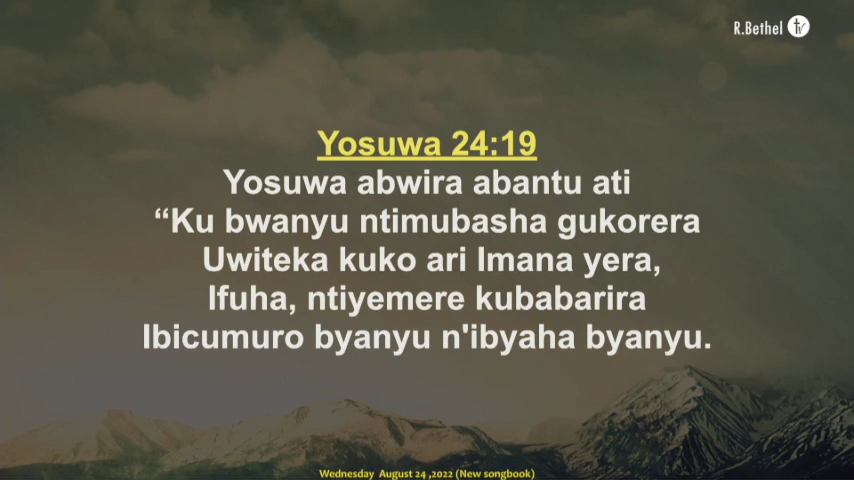 R.Bethel tv
Yosuwa 24:19
Yosuwa abwira abantu ati
“Ku bwanyu ntimubasha gukorera
Uwiteka kuko ari Imana yera,
Ifuha, ntiyemere kubabarira
Ibicumuro byanyu n'ibyaha byanyu.
Wednesday August 24 ,2022 (New songbook)